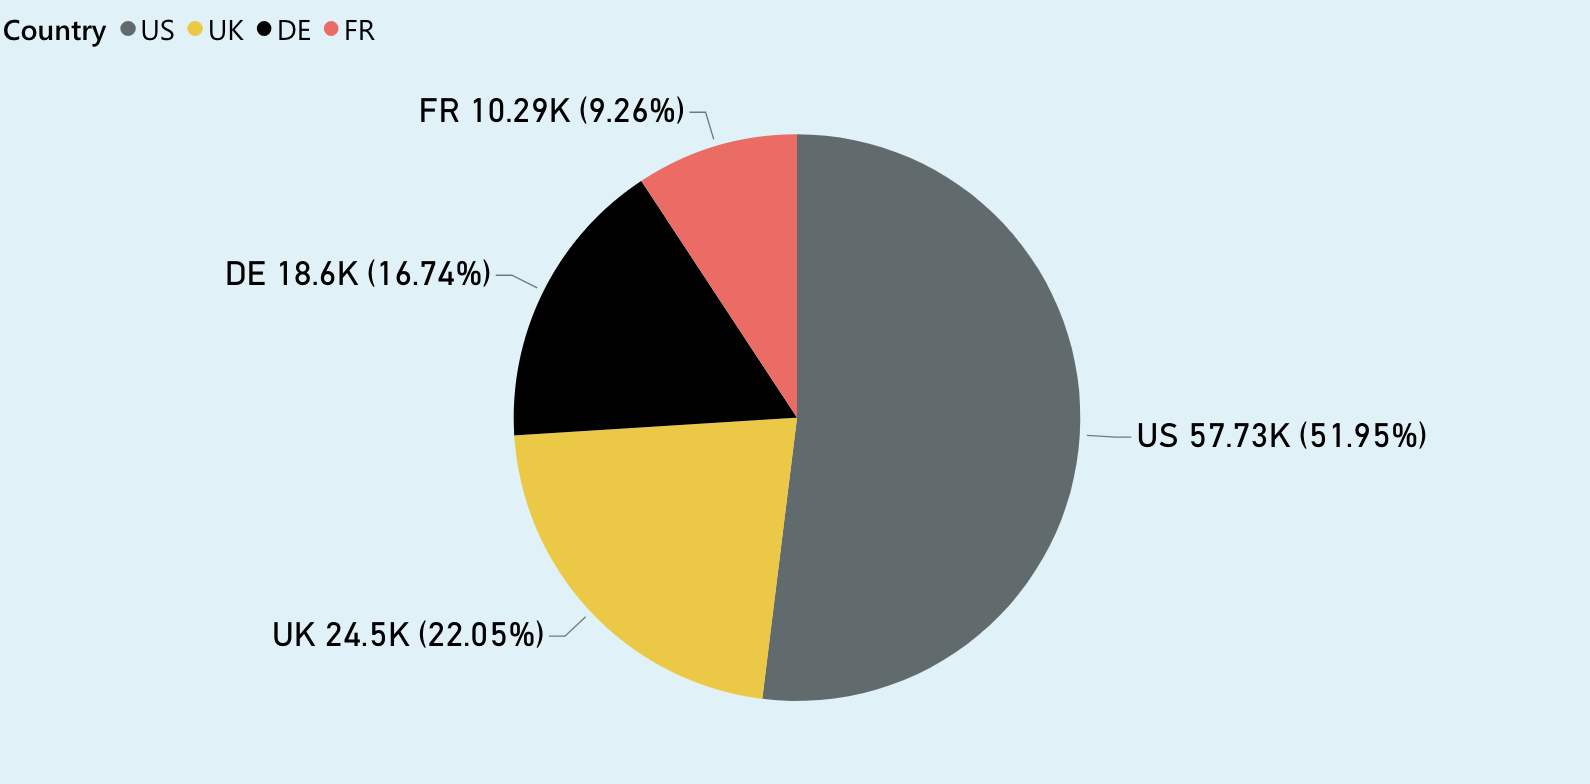 Country US UK DE FR
FR 10.29K (9.26%)
DE 18.6K (16.74%)
US 57.73K (51.95%)
UK 24.5K (22.05%)